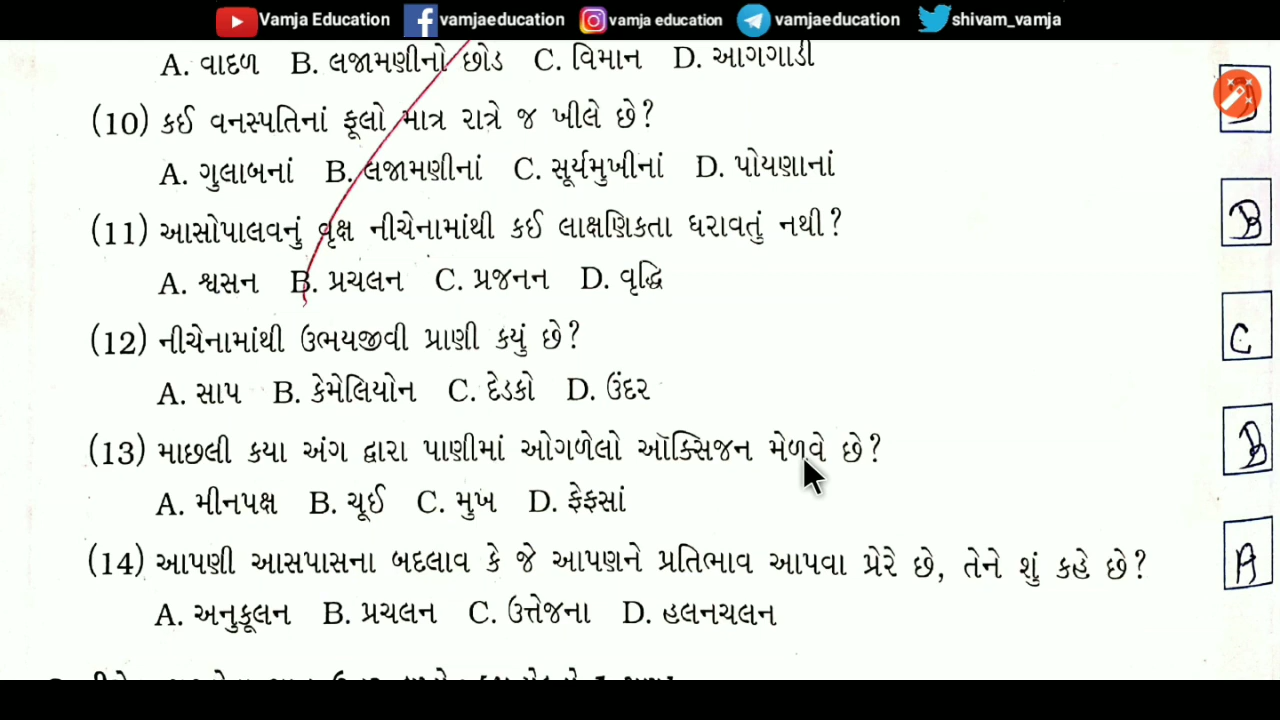 Vamja Education vamjaeducation vamja education vamjaeducation shivam_vamja
A. વાદળ B. લજામણીનો છોડ C. વિમાન D. આગગાડી
(10) કઈ વનસ્પતિનાં ફૂલો માત્ર રાત્રે જ ખીલે છે?
A. ગુલાબનાં B. લજામણીનાં C. સૂર્યમુખીનાં D. પોયણાનાં
(11) આસોપાલવનું વૃક્ષ નીચેનામાંથી કઈ લાક્ષણિકતા ધરાવતું નથી?
B
A. શ્વસન B. પ્રચલન C. પ્રજનન D. વૃદ્ધિ
(12) નીચેનામાંથી ઉભયજીવી પ્રાણી કયું છે?
C
A. સાપ B. કેમેલિયોન C. દેડકો D. ઉંદર
(13) માછલી કયા અંગ દ્વારા પાણીમાં ઓગળેલો ઑક્સિજન મેળવે છે?
B
A. મીનપક્ષ B. ચૂઈ C. મુખ D. ફેફસાં
(14) આપણી આસપાસના બદલાવ કે જે આપણને પ્રતિભાવ આપવા પ્રેરે છે, તેને શું કહે છે?
A
A. અનુકૂલન B. પ્રચલન C. ઉત્તેજના D. હલનચલન